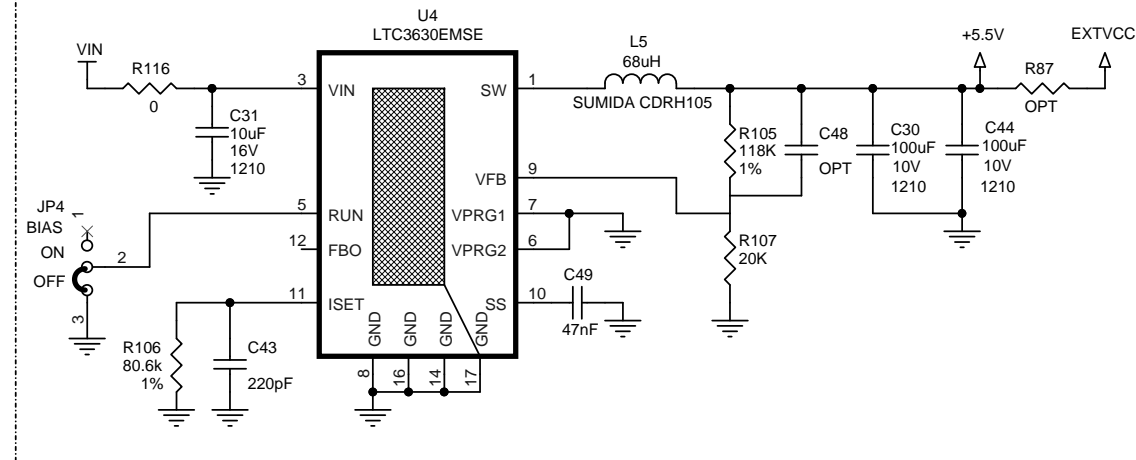 U4
LTC3630EMSE
VIN
R116
0
C31
10uF
16V
1210
3
VIN
SW
1
L5
68uH
SUMIDA CDRH105
+5.5V
EXTVCC
R87
OPT
R105
118K
1%
C48
OPT
C30
100uF
10V
1210
C44
100uF
10V
1210
VFB
9
JP4
BIAS
1
ON
OFF
2
3
5
RUN
VPRG1
7
12
FBO
VPRG2
6
R107
20K
11
ISET
SS
10
C49
47nF
R106
80.6k
1%
C43
220pF
GND
GND
GND
GND
8
16
14
17